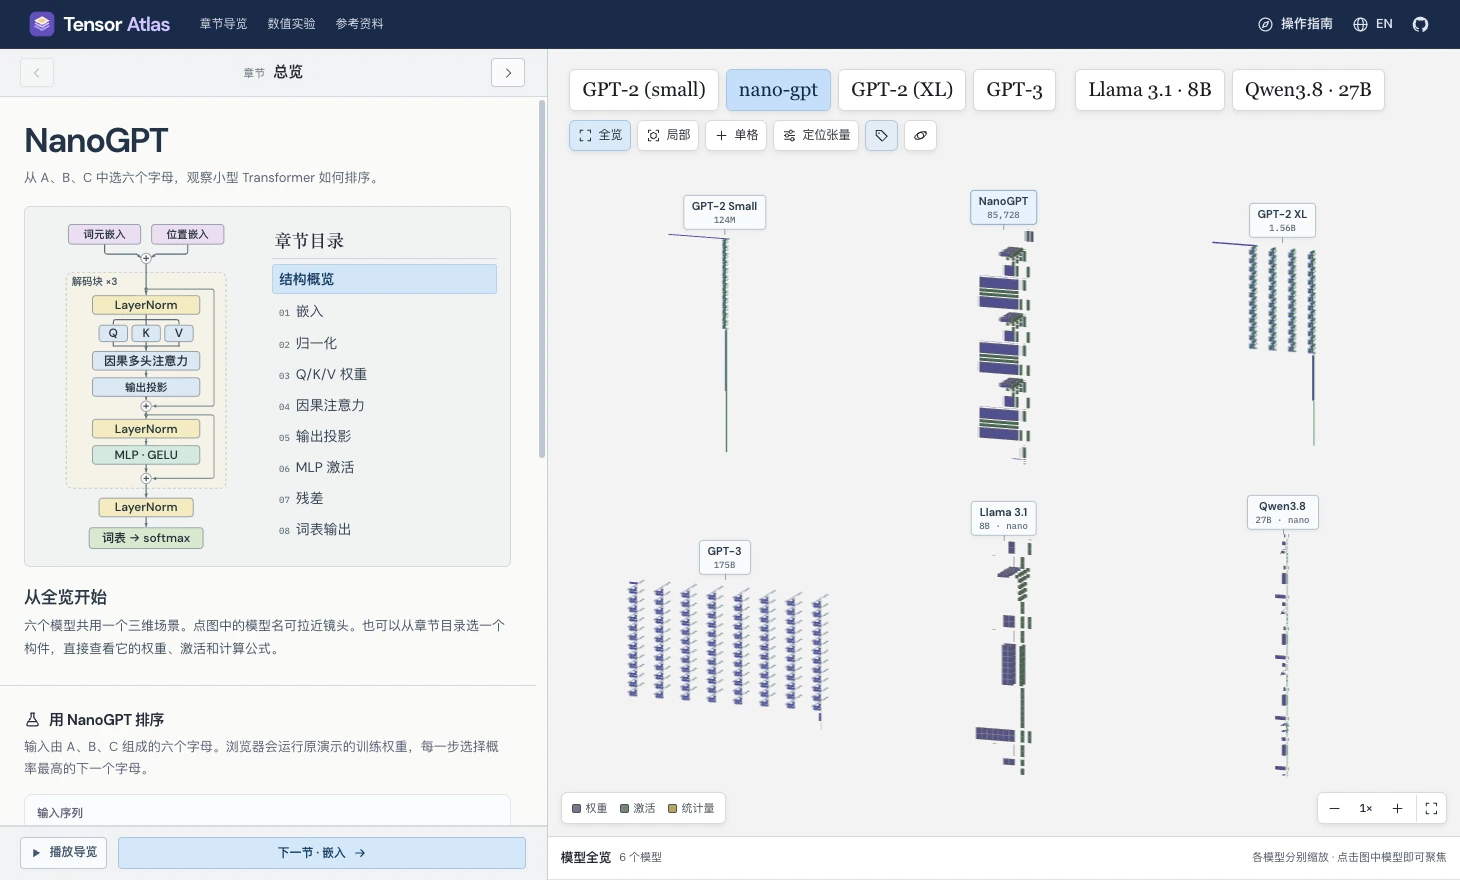 Tensor Atlas
章节导览
数值实验
参考资料
操作指南
EN
章节 总览
NanoGPT
从 A、B、C 中选六个字母，观察小型 Transformer 如何排序。
词元嵌入
位置嵌入
解码块 ×3
LayerNorm
Q
K
V
因果多头注意力
输出投影
LayerNorm
MLP · GELU
LayerNorm
词表 → softmax
章节目录
结构概览
01 嵌入
02 归一化
03 Q/K/V 权重
04 因果注意力
05 输出投影
06 MLP 激活
07 残差
08 词表输出
从全览开始
六个模型共用一个三维场景。点图中的模型名可拉近镜头。也可以从章节目录选一个
构件，直接查看它的权重、激活和计算公式。
用 NanoGPT 排序
输入由 A、B、C 组成的六个字母。浏览器会运行原演示的训练权重，每一步选择概
率最高的下一个字母。
输入序列
播放导览
下一节 · 嵌入 →
GPT-2 (small)
nano-gpt
GPT-2 (XL)
GPT-3
Llama 3.1 · 8B
Qwen3.8 · 27B
全览
局部
单格
定位张量
GPT-2 Small
124M
NanoGPT
85,728
GPT-2 XL
1.56B
GPT-3
175B
Llama 3.1
8B · nano
Qwen3.8
27B · nano
权重
激活
统计量
1×
模型全览 6 个模型
各模型分别缩放 · 点击图中模型即可聚焦